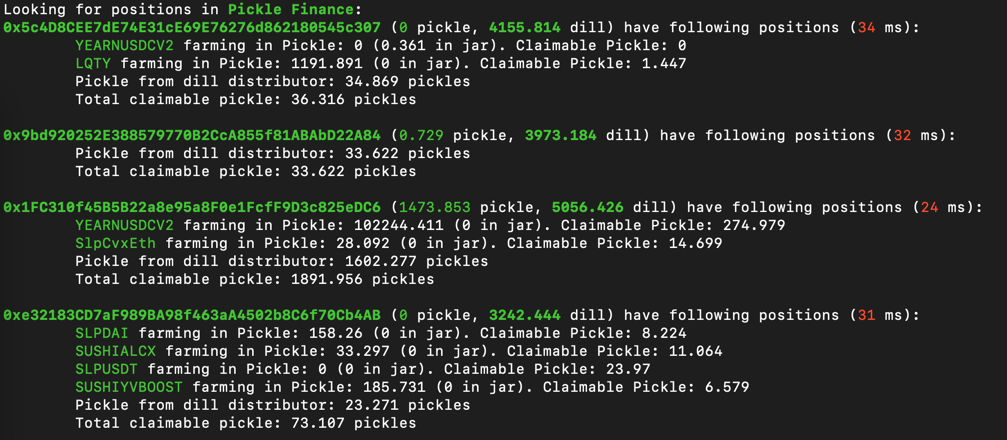 Looking for positions in Pickle Finance:
0x5c4D8CEE7dE74E31cE69E76276d862180545c307 (0 pickle, 4155.814 dill) have following positions (34 ms):
YEARNUSDCV2 farming in Pickle: 0 (0.361 in jar). Claimable Pickle: 0
LQTY farming in Pickle: 1191.891 (0 in jar). Claimable Pickle: 1.447
Pickle from dill distributor: 34.869 pickles
Total claimable pickle: 36.316 pickles
0x9bd920252E388579770B2CcA855f81ABAbD22A84 (0.729 pickle, 3973.184 dill) have following positions (32 ms):
Pickle from dill distributor: 33.622 pickles
Total claimable pickle: 33.622 pickles
0x1FC310f45B5B22a8e95a8F0e1FcfF9D3c825eDC6 (1473.853 pickle, 5056.426 dill) have following positions (24 ms):
YEARNUSDCV2 farming in Pickle: 102244.411 (0 in jar). Claimable Pickle: 274.979
SlpCvxEth farming in Pickle: 28.092 (0 in jar). Claimable Pickle: 14.699
Pickle from dill distributor: 1602.277 pickles
Total claimable pickle: 1891.956 pickles
0xe32183CD7aF989BA98f463aA4502b8C6f70Cb4AB (0 pickle, 3242.444 dill) have following positions (31 ms):
SLPDAI farming in Pickle: 158.26 (0 in jar). Claimable Pickle: 8.224
SUSHIALCX farming in Pickle: 33.297 (0 in jar). Claimable Pickle: 11.064
SLPUSDT farming in Pickle: 0 (0 in jar). Claimable Pickle: 23.97
SUSHIYVBOOST farming in Pickle: 185.731 (0 in jar). Claimable Pickle: 6.579
Pickle from dill distributor: 23.271 pickles
Total claimable pickle: 73.107 pickles